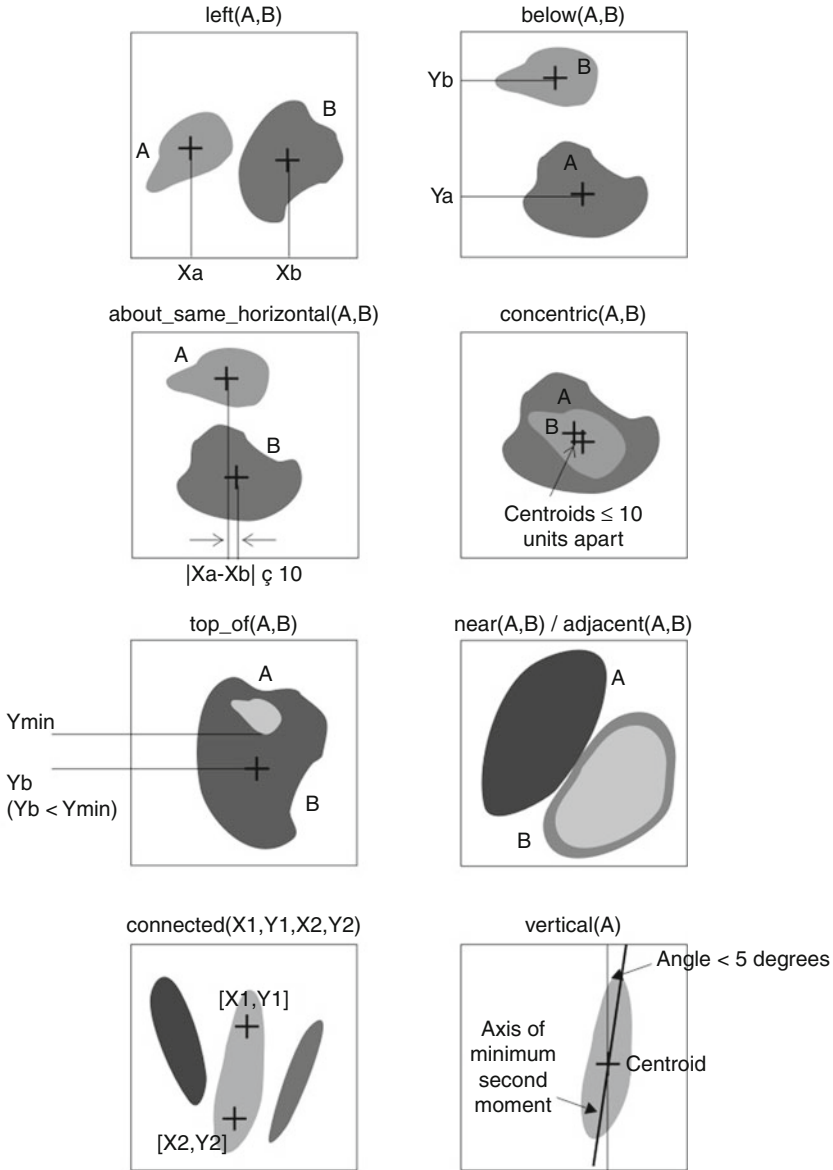 left(A,B)
A
B
Xa
Xb
below(A,B)
Yb
B
A
Ya
about_same_horizontal(A,B)
A
B
|Xa-Xb| ç 10
concentric(A,B)
A
B
Centroids ≤ 10
units apart
top_of(A,B)
A
Ymin
Yb
(Yb < Ymin)
B
near(A,B) / adjacent(A,B)
A
B
connected(X1,Y1,X2,Y2)
[X1,Y1]
[X2,Y2]
vertical(A)
Angle < 5 degrees
Axis of
minimum
second
moment
Centroid